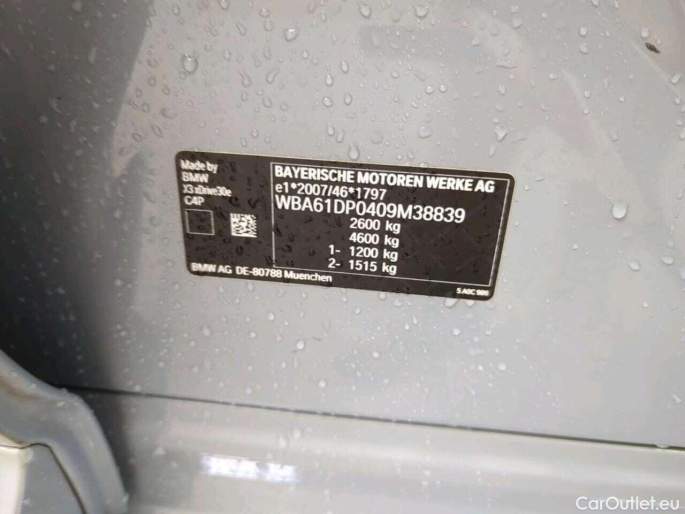 Made by
BMW
X3 xDrive30e
C4P
BAYERISCHE MOTOREN WERKE AG
e1*2007/46*1797
WBA61DP0409M38839
2600 kg
4600 kg
1- 1200 kg
2- 1515 kg
BMW AG DE-80788 Muenchen
CarOutlet.eu